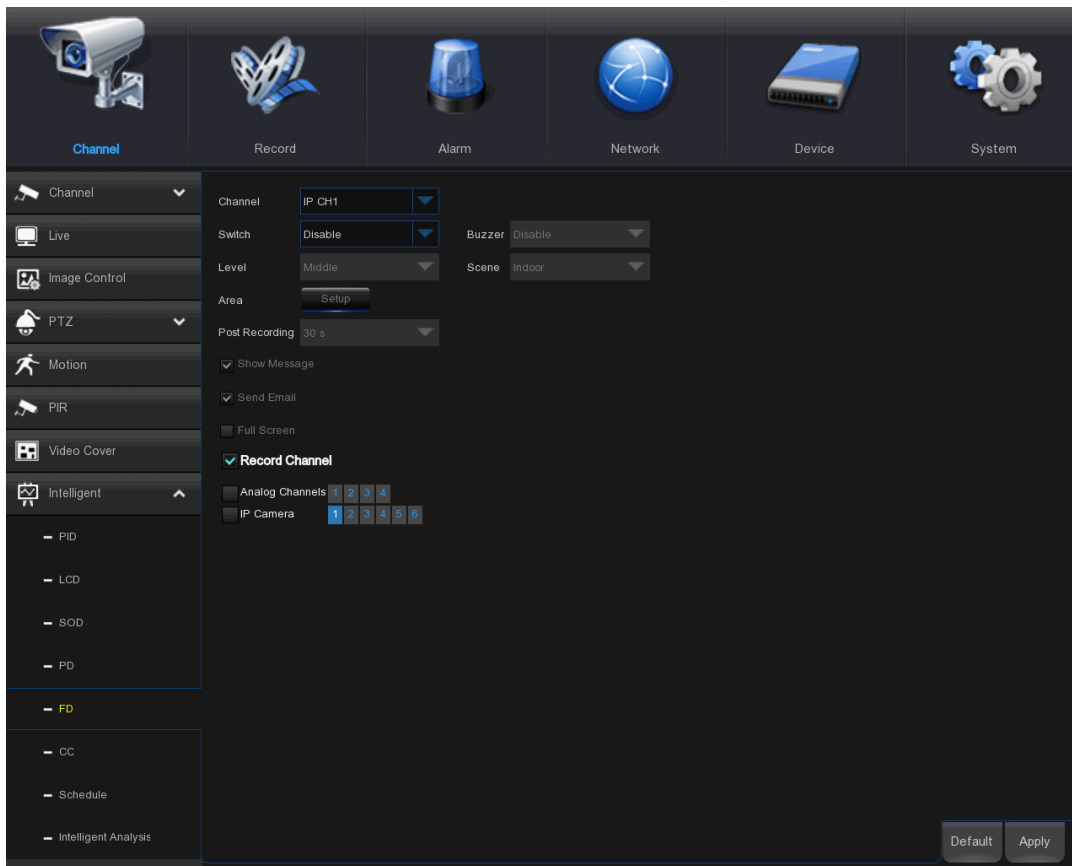 Channel Record Alarm Network Device System
Channel
Live
Image Control
PTZ
Motion
PIR
Video Cover
Intelligent
PID
LCD
SOD
PD
FD
CC
Schedule
Intelligent Analysis
Channel IP CH1
Switch Disable Buzzer Disable
Level Middle Scene Indoor
Area Setup
Post Recording 30 s
Show Message
Send Email
Full Screen
Record Channel
Analog Channels 1 2 3 4
IP Camera 1 2 3 4 5 6
Default Apply